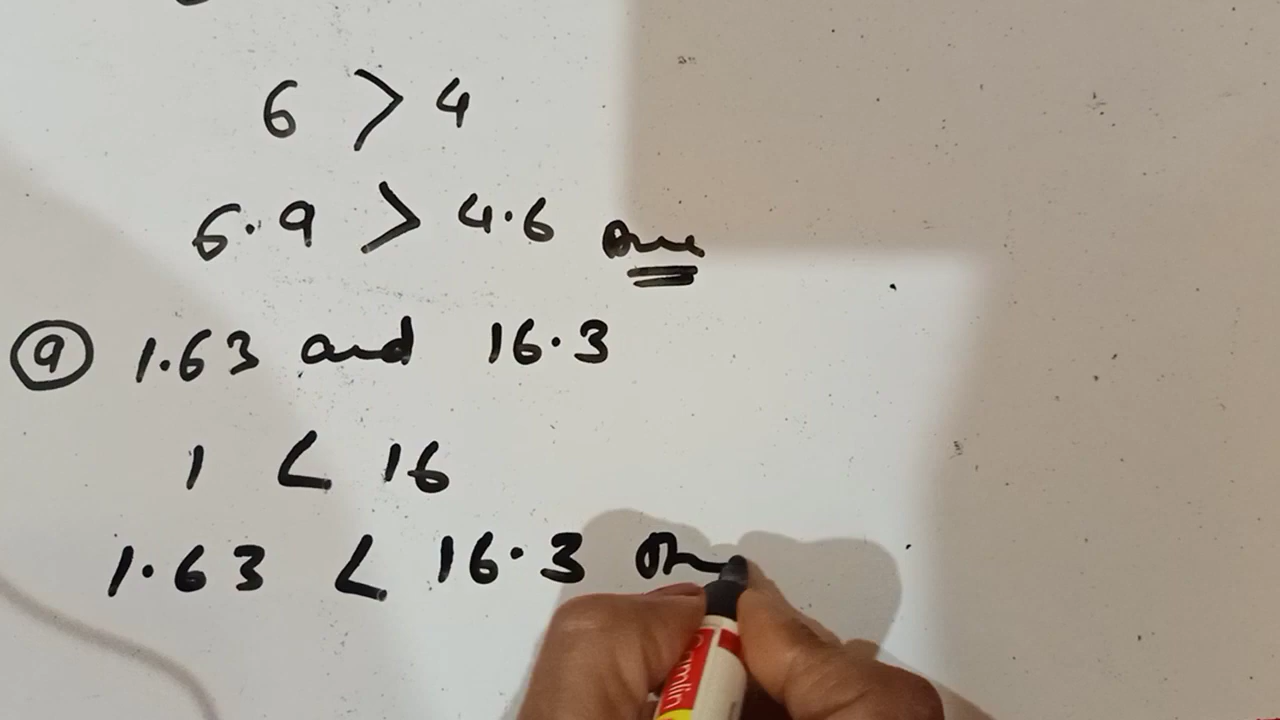 6 > 4
6.9 > 4.6 Ans
9 1.63 and 16.3
1 < 16
1.63 < 16.3
Camlin